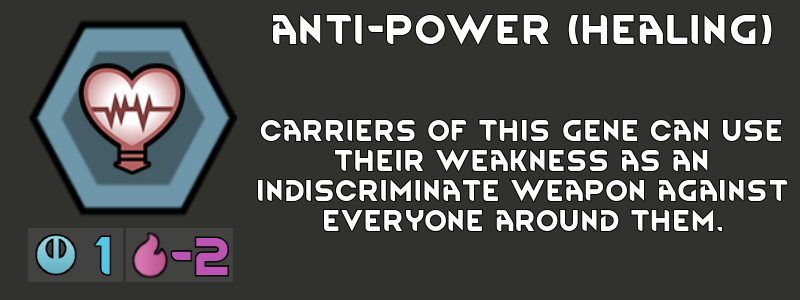 ANTI-POWER (HEALING)
CARRIERS OF THIS GENE CAN USE
THEIR WEAKNESS AS AN
INDISCRIMINATE WEAPON AGAINST
EVERYONE AROUND THEM.
1 -2